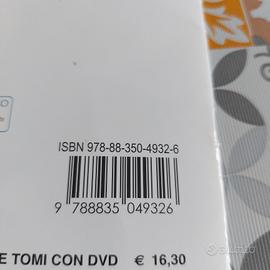 ISBN 978-88-350-4932-6
9 788835 049326
E TOMI CON DVD € 16,30